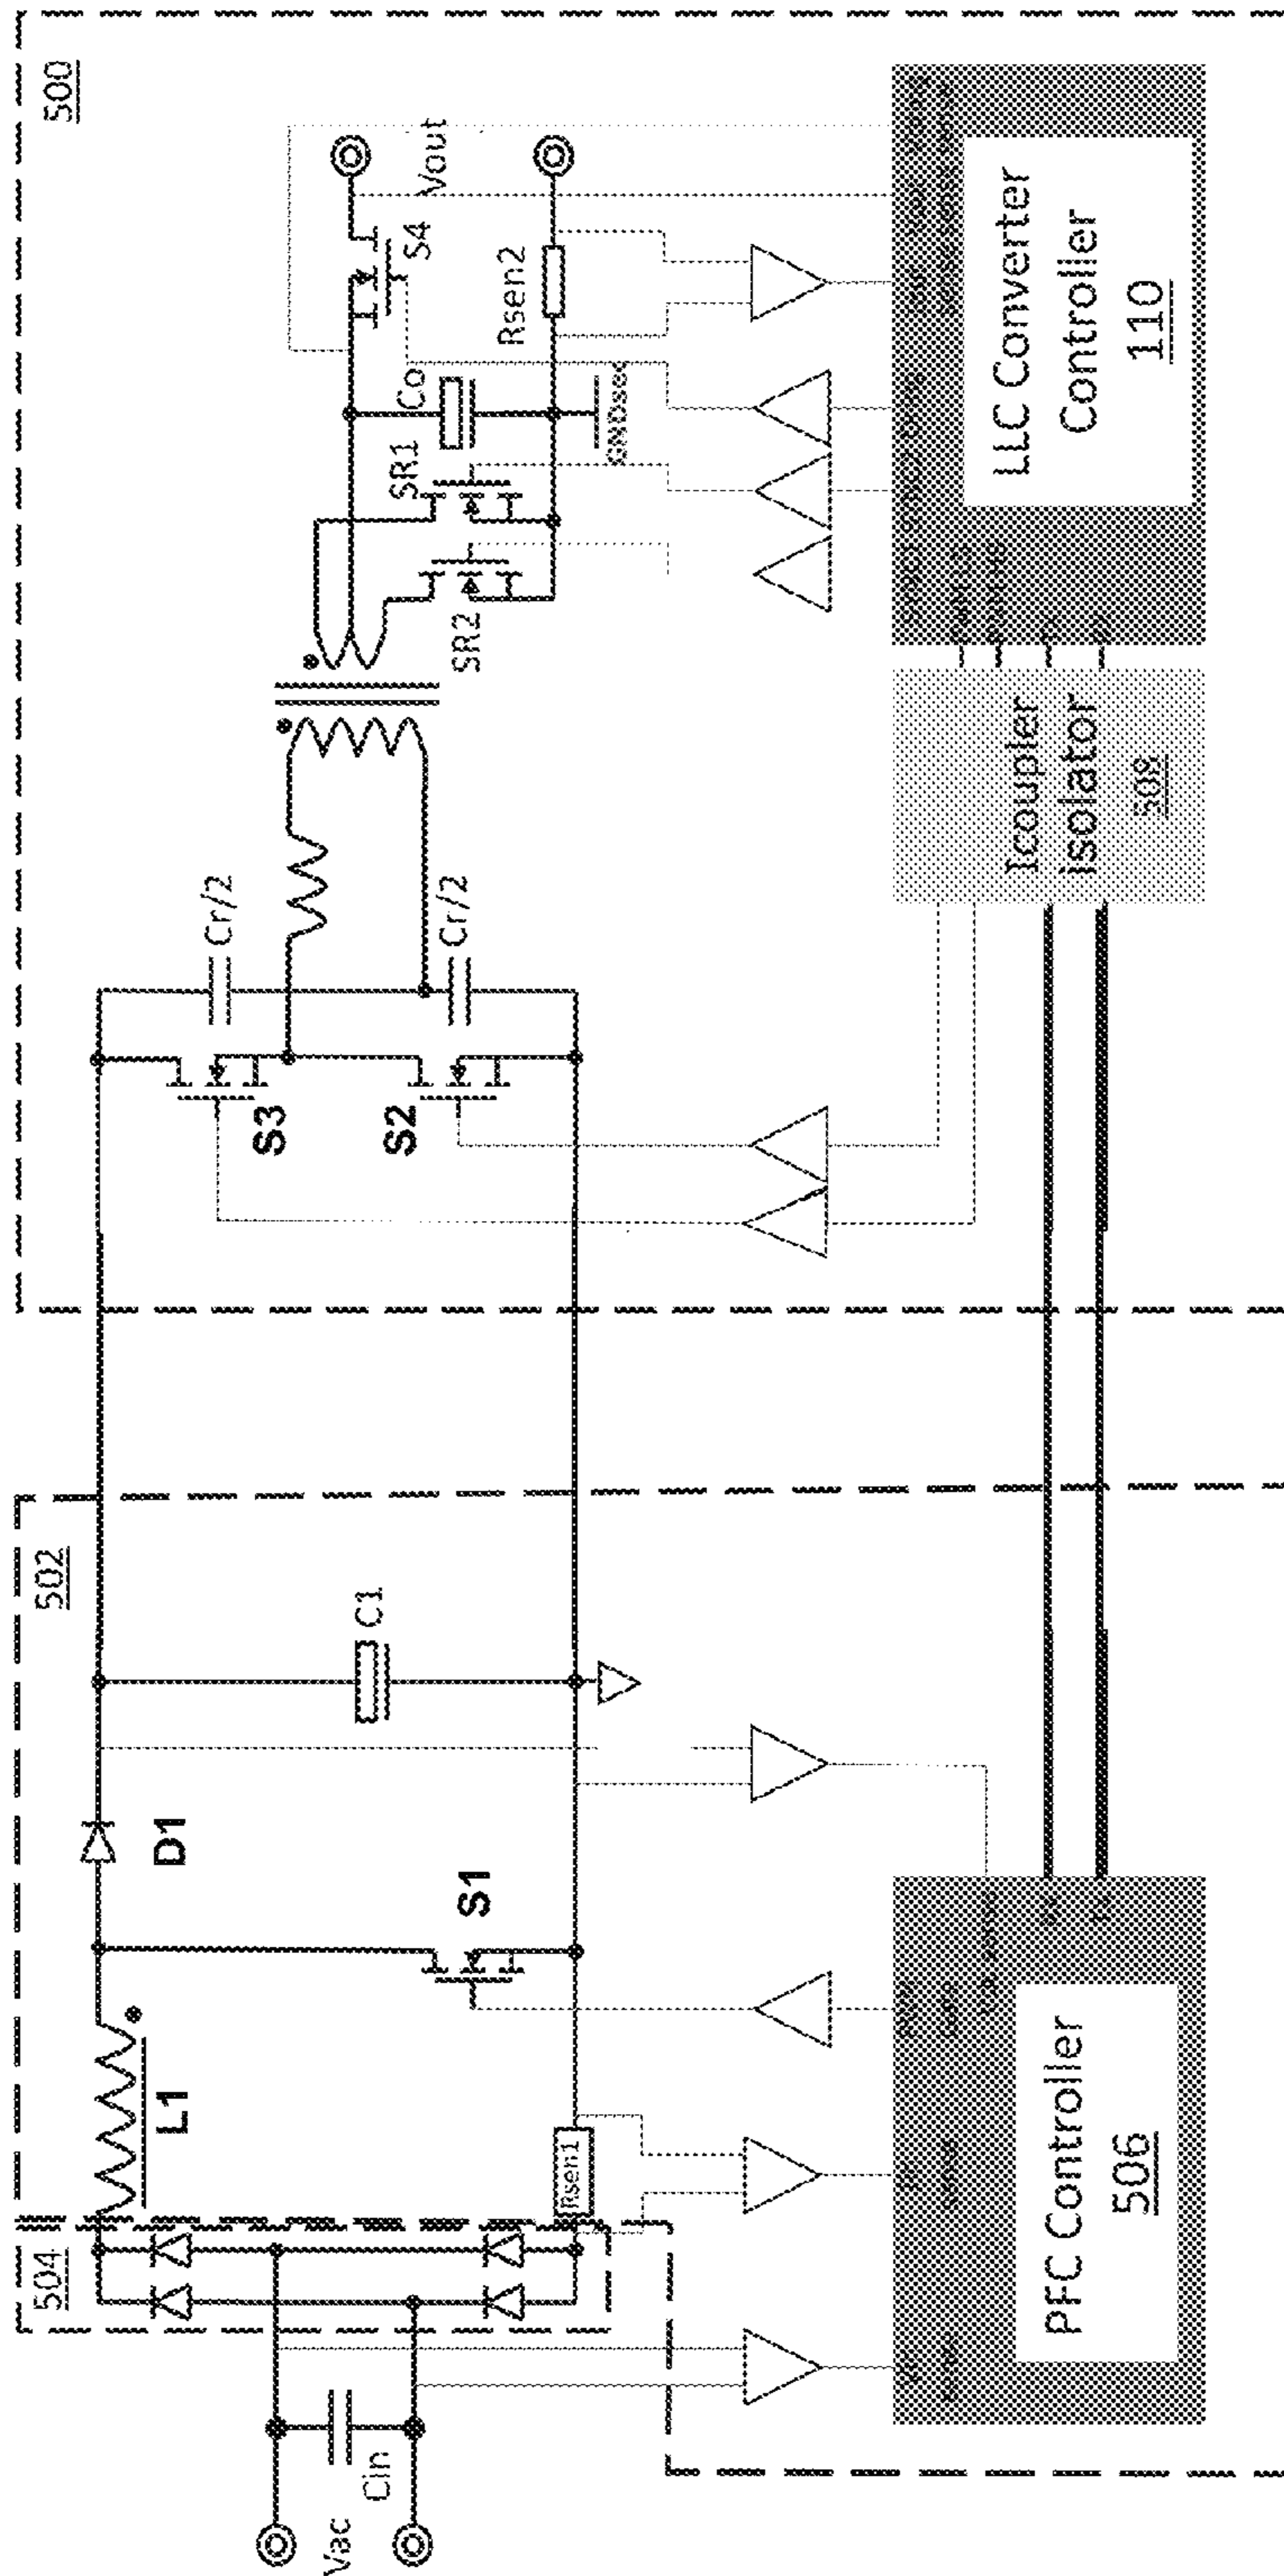 500
Vout
S4
Rsen2
Co
GNDsec
SR1
SR2
Cr/2
Cr/2
S3
S2
LLC Converter
Controller
110
Icoupler
isolator
508
502
C1
D1
S1
L1
Rsen1
504
Cin
Vac
PFC Controller
506